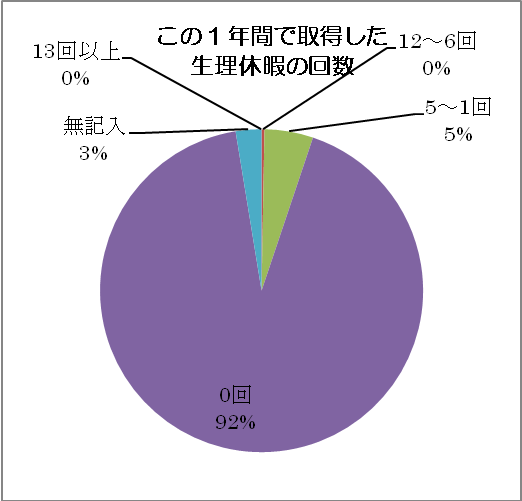 この１年間で取得した
生理休暇の回数
13回以上
0%
12～6回
0%
5～1回
5%
無記入
3%
0回
92%